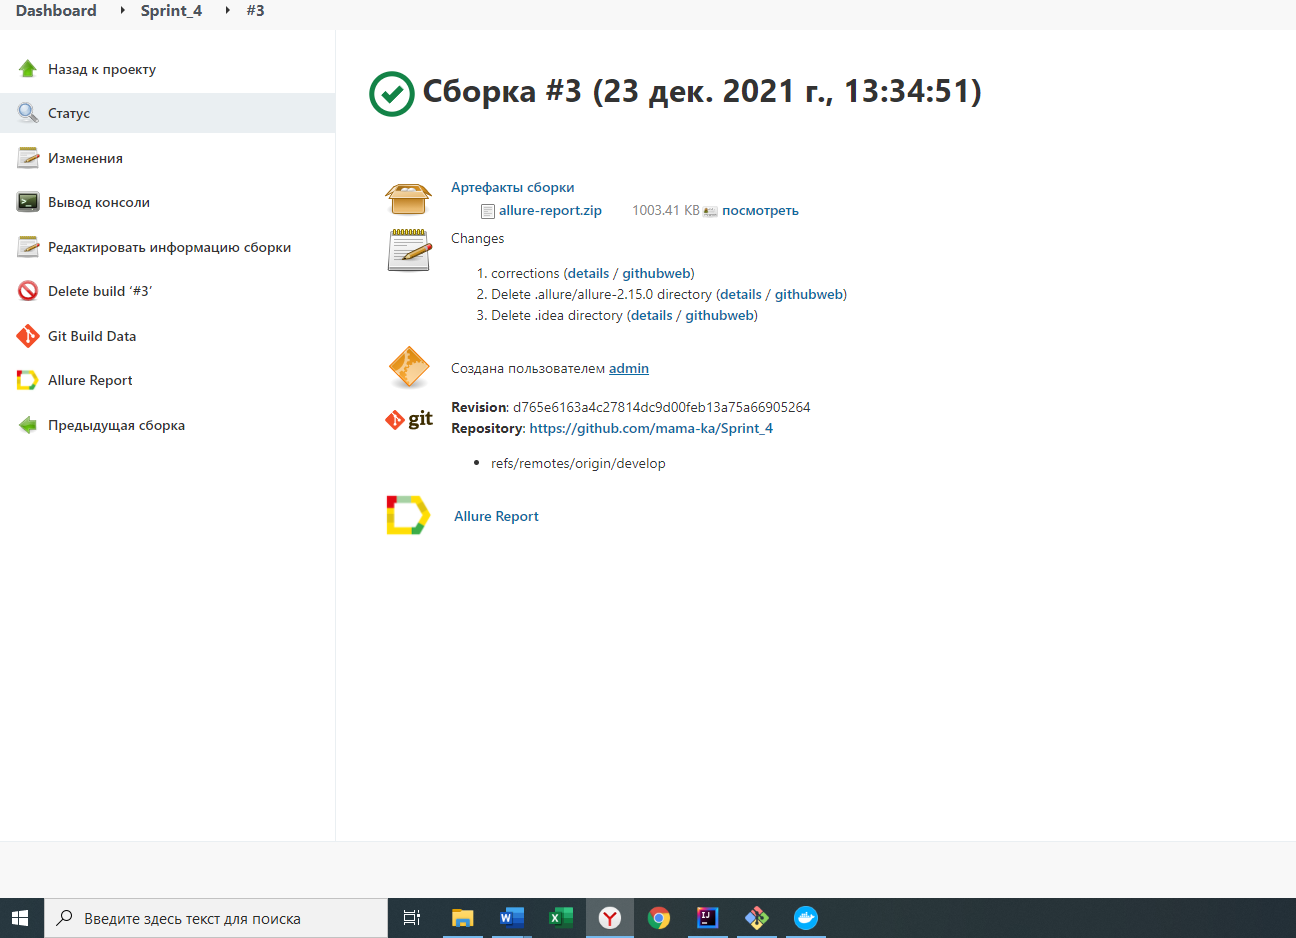 Dashboard Sprint_4 #3
Назад к проекту
Статус
Изменения
Вывод консоли
Редактировать информацию сборки
Delete build ‘#3’
Git Build Data
Allure Report
Предыдущая сборка
Сборка #3 (23 дек. 2021 г., 13:34:51)
Артефакты сборки
allure-report.zip 1003.41 KB посмотреть
Changes
1. corrections (details / githubweb)
2. Delete .allure/allure-2.15.0 directory (details / githubweb)
3. Delete .idea directory (details / githubweb)
Создана пользователем admin
git
Revision: d765e6163a4c27814dc9d00feb13a75a66905264
Repository: https://github.com/mama-ka/Sprint_4
• refs/remotes/origin/develop
Allure Report
Введите здесь текст для поиска